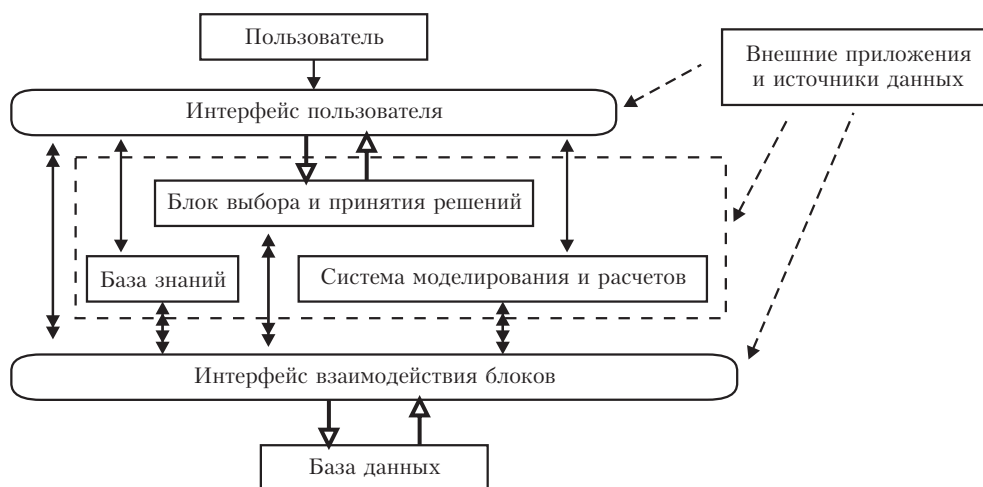 Пользователь
Внешние приложения
и источники данных
Интерфейс пользователя
Блок выбора и принятия решений
База знаний
Система моделирования и расчетов
Интерфейс взаимодействия блоков
База данных